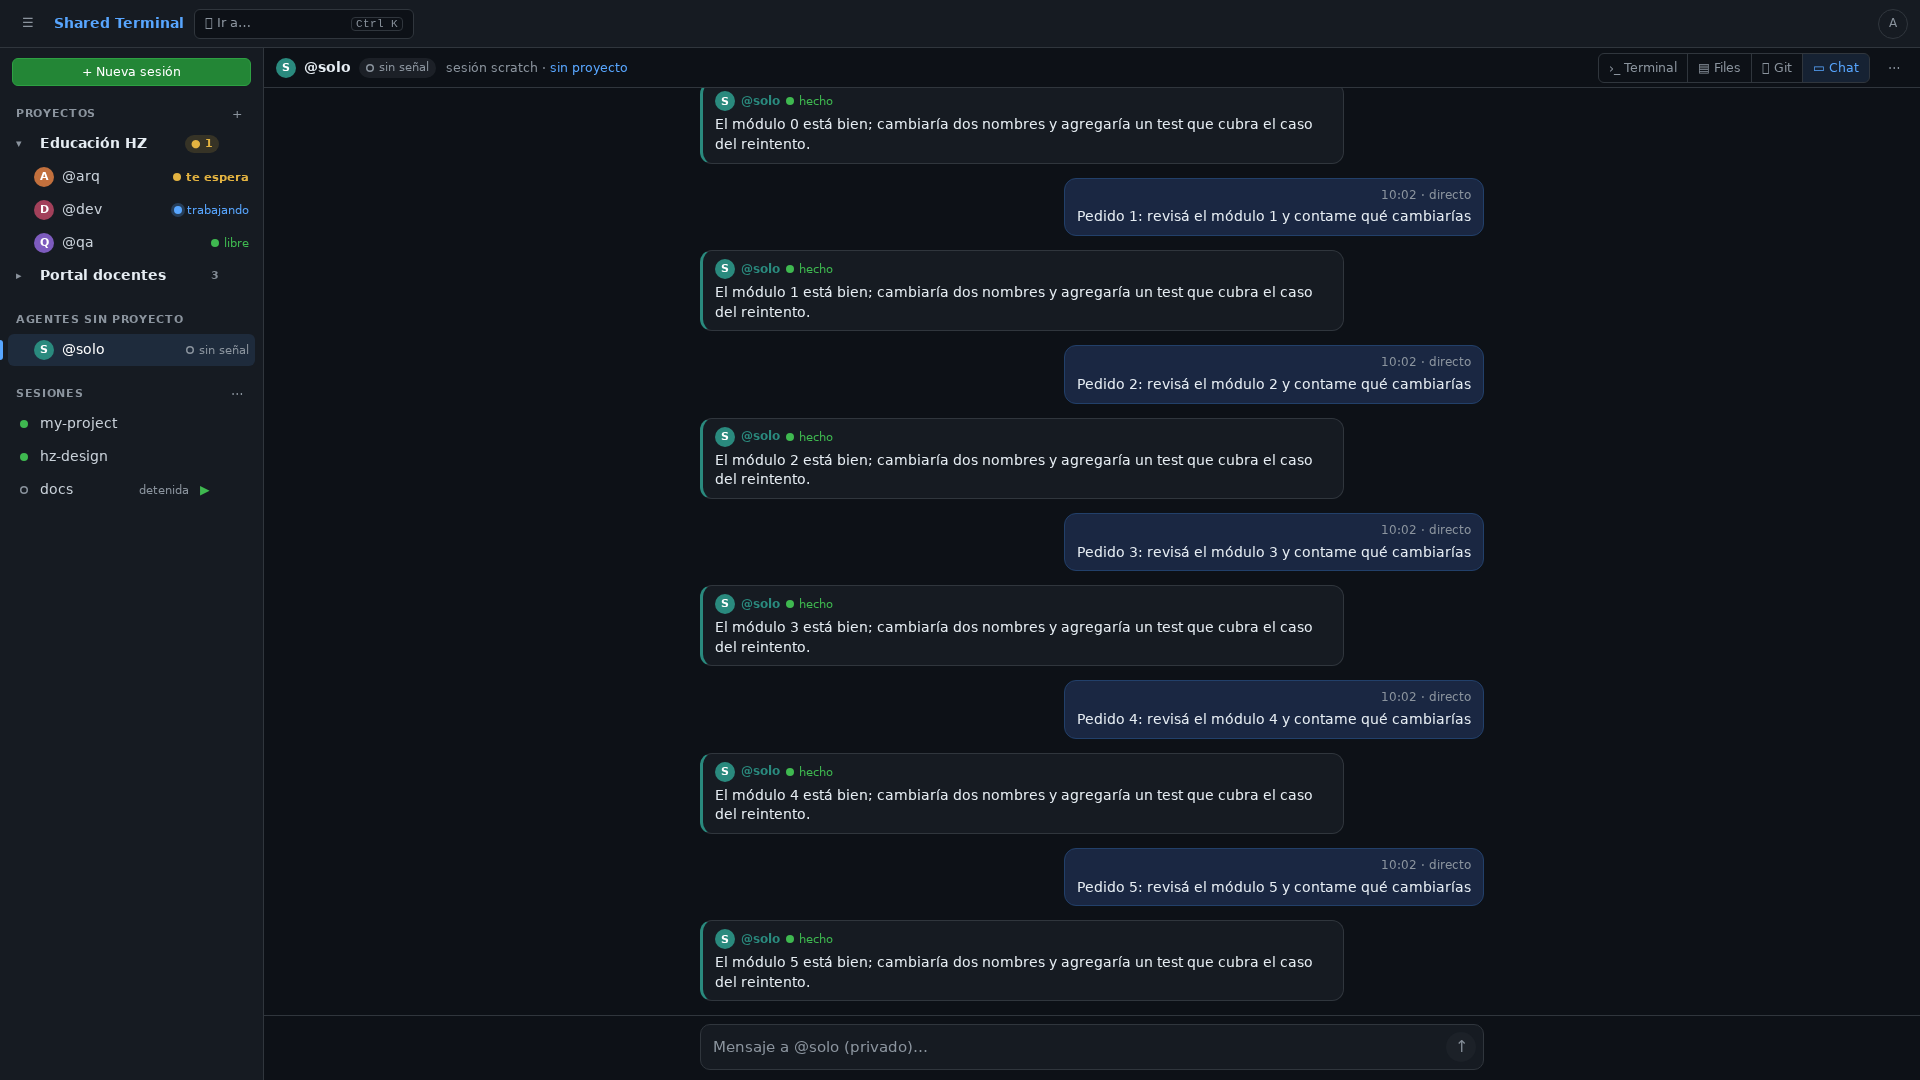 ☰ Shared Terminal Ir a... Ctrl K A
+ Nueva sesión
PROYECTOS +
▾ Educación HZ 1
A @arq te espera
D @dev trabajando
Q @qa libre
▸ Portal docentes 3
AGENTES SIN PROYECTO
S @solo sin señal
SESIONES ⋯
my-project
hz-design
docs detenida ▶
S @solo sin señal sesión scratch · sin proyecto
›_ Terminal ▤ Files Git ▭ Chat ⋯
S @solo hecho
El módulo 0 está bien; cambiaría dos nombres y agregaría un test que cubra el caso
del reintento.
10:02 · directo
Pedido 1: revisá el módulo 1 y contame qué cambiarías
S @solo hecho
El módulo 1 está bien; cambiaría dos nombres y agregaría un test que cubra el caso
del reintento.
10:02 · directo
Pedido 2: revisá el módulo 2 y contame qué cambiarías
S @solo hecho
El módulo 2 está bien; cambiaría dos nombres y agregaría un test que cubra el caso
del reintento.
10:02 · directo
Pedido 3: revisá el módulo 3 y contame qué cambiarías
S @solo hecho
El módulo 3 está bien; cambiaría dos nombres y agregaría un test que cubra el caso
del reintento.
10:02 · directo
Pedido 4: revisá el módulo 4 y contame qué cambiarías
S @solo hecho
El módulo 4 está bien; cambiaría dos nombres y agregaría un test que cubra el caso
del reintento.
10:02 · directo
Pedido 5: revisá el módulo 5 y contame qué cambiarías
S @solo hecho
El módulo 5 está bien; cambiaría dos nombres y agregaría un test que cubra el caso
del reintento.
Mensaje a @solo (privado)... ↑